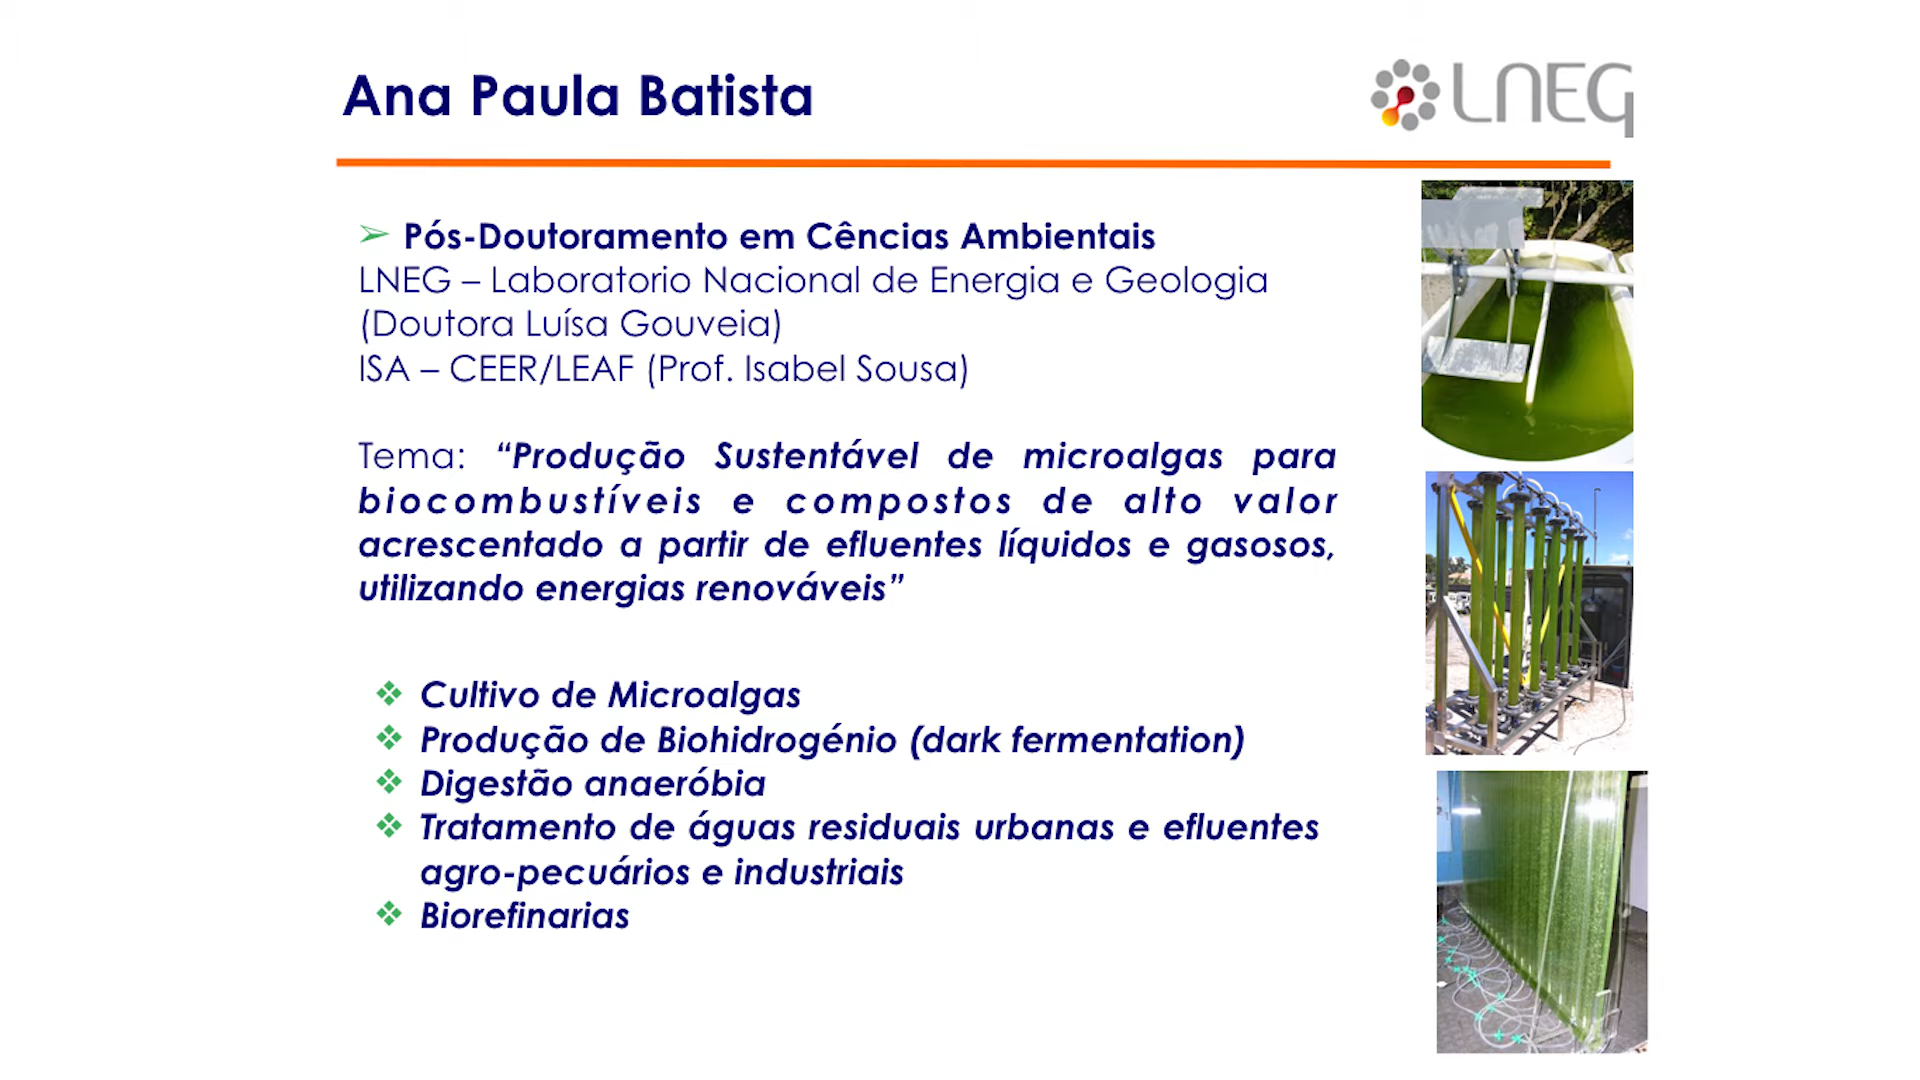 Ana Paula Batista
LNEG
➢ Pós-Doutoramento em Cências Ambientais
LNEG – Laboratorio Nacional de Energia e Geologia
(Doutora Luísa Gouveia)
ISA – CEER/LEAF (Prof. Isabel Sousa)
Tema: “Produção Sustentável de microalgas para
biocombustíveis e compostos de alto valor
acrescentado a partir de efluentes líquidos e gasosos,
utilizando energias renováveis”
❖ Cultivo de Microalgas
❖ Produção de Biohidrogénio (dark fermentation)
❖ Digestão anaeróbia
❖ Tratamento de águas residuais urbanas e efluentes
agro-pecuários e industriais
❖ Biorefinarias